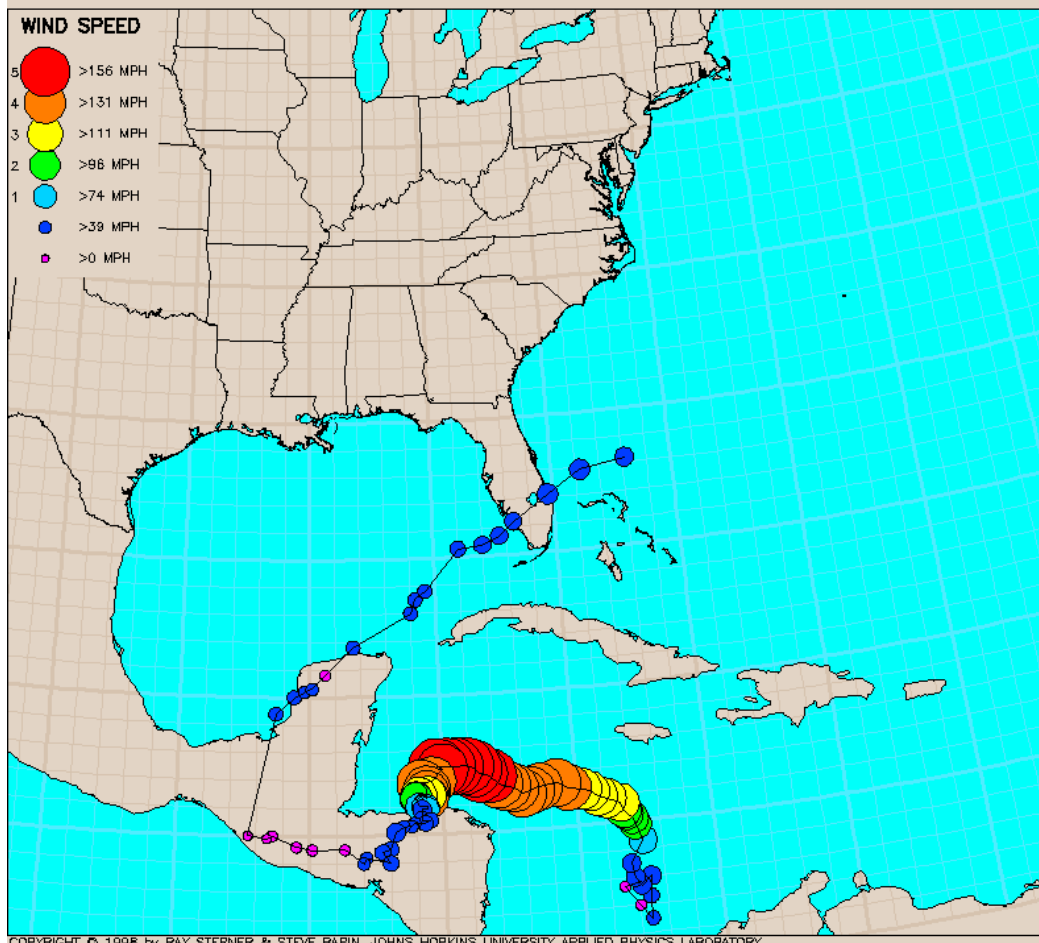 WIND SPEED
5 >156 MPH
4 >131 MPH
3 >111 MPH
2 >96 MPH
1 >74 MPH
>39 MPH
>0 MPH
COPYRIGHT © 1998 by RAY STERNER & STEVE BABIN, JOHNS HOPKINS UNIVERSITY APPLIED PHYSICS LABORATORY